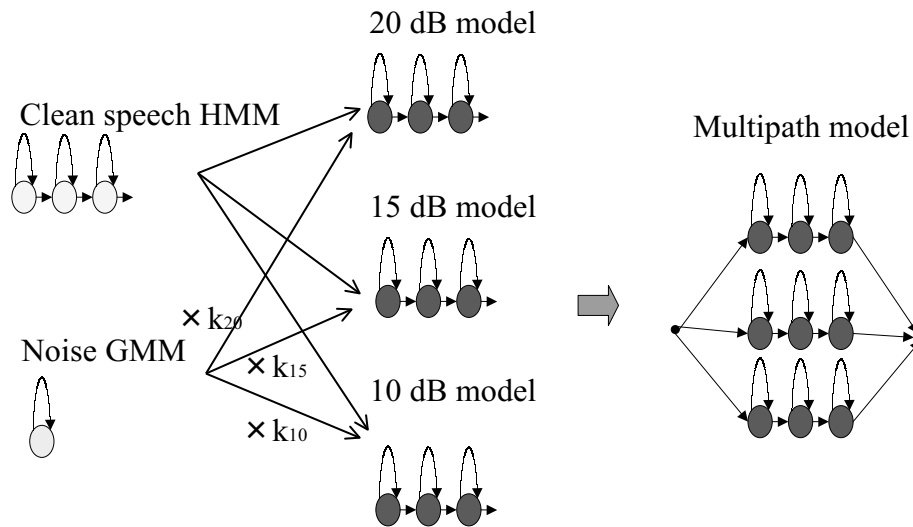 20 dB model
Clean speech HMM
Multipath model
15 dB model
× k20
Noise GMM
× k15
10 dB model
× k10